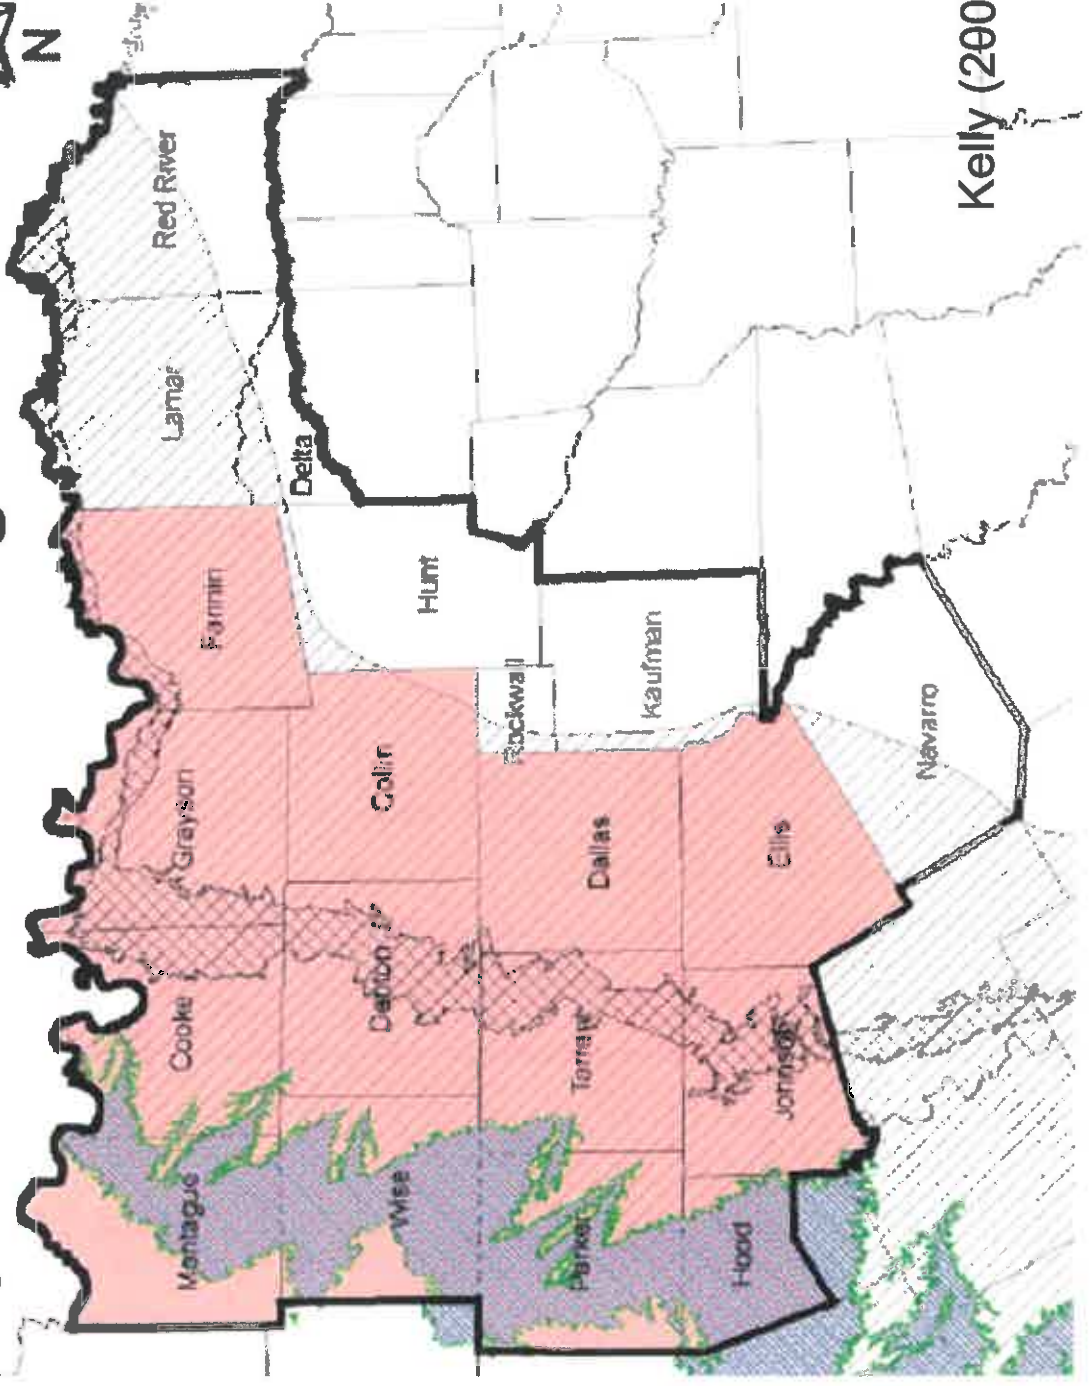 N
Red River
Lamar
Delta
Fannin
Hunt
Grayson
Collin
Rockwall
Kaufman
Cooke
Denton
Dallas
Ellis
Navarro
Montague
Wise
Tarrant
Johnson
Parker
Hood
Kelly (200